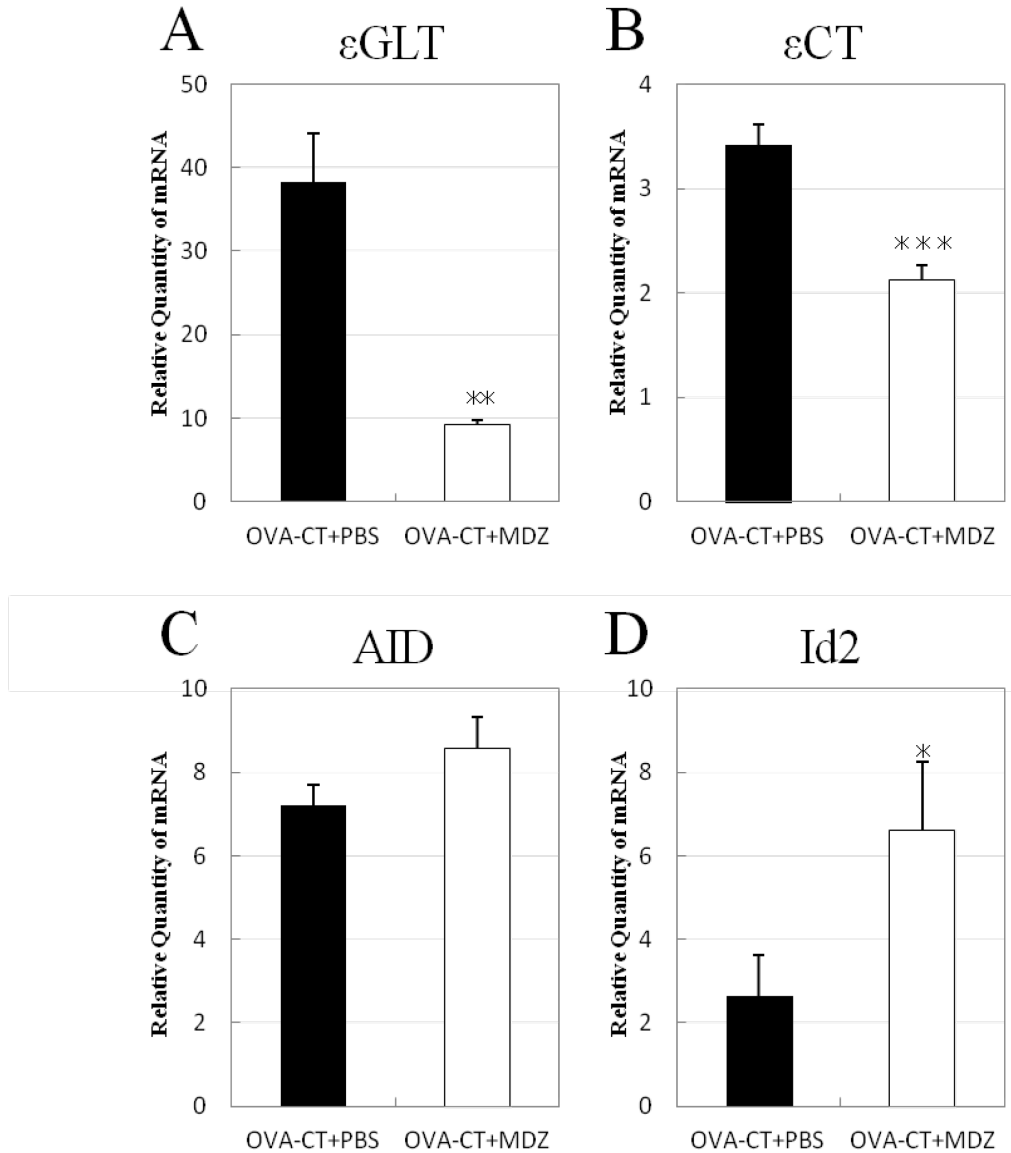 A
εGLT
Relative Quantity of mRNA
50
40
30
20
10
0
**
OVA-CT+PBS
OVA-CT+MDZ
B
εCT
Relative Quantity of mRNA
4
3
2
1
0
***
OVA-CT+PBS
OVA-CT+MDZ
C
AID
Relative Quantity of mRNA
10
8
6
4
2
0
OVA-CT+PBS
OVA-CT+MDZ
D
Id2
Relative Quantity of mRNA
10
8
6
4
2
0
*
OVA-CT+PBS
OVA-CT+MDZ